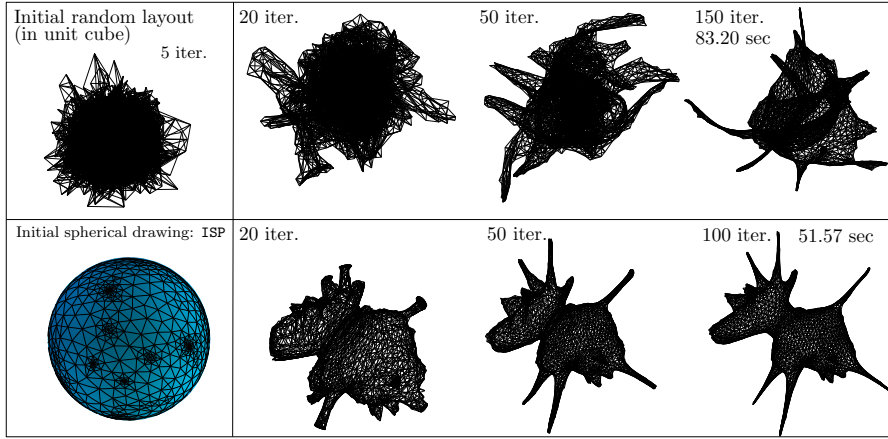 Initial random layout
(in unit cube)
5 iter.
20 iter.
50 iter.
150 iter.
83.20 sec
Initial spherical drawing: ISP
20 iter.
50 iter.
100 iter.
51.57 sec